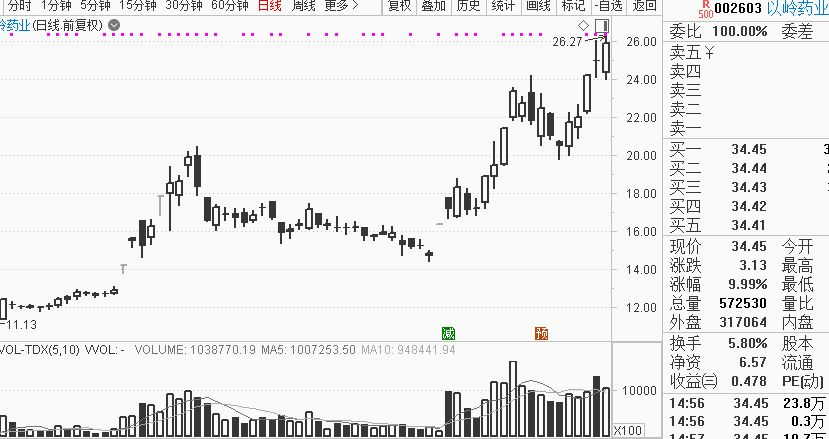 分时 1分钟 5分钟 15分钟 30分钟 60分钟 日线 周线 更多> 复权 叠加 历史 统计 画线 标记 -自选 返回
岭药业(日线.前复权)
26.27
26.00
24.00
22.00
20.00
18.00
16.00
14.00
12.00
11.13
减 预
VOL-TDX(5,10) VVOL: - VOLUME: 1038770.19 MA5: 1007253.50 MA10: 948441.94
10000
X100
R 500 002603 以岭药业
委比 100.00% 委差
卖五 ¥
卖四
卖三
卖二
卖一
买一 34.45
买二 34.44
买三 34.43
买四 34.42
买五 34.41
现价 34.45 今开
涨跌 3.13 最高
涨幅 9.99% 最低
总量 572530 量比
外盘 317064 内盘
换手 5.80% 股本
净资 6.57 流通
收益㈢ 0.478 PE(动)
14:56 34.45 23.8万
14:56 34.45 0.3万
14:57 34.45 10.7万